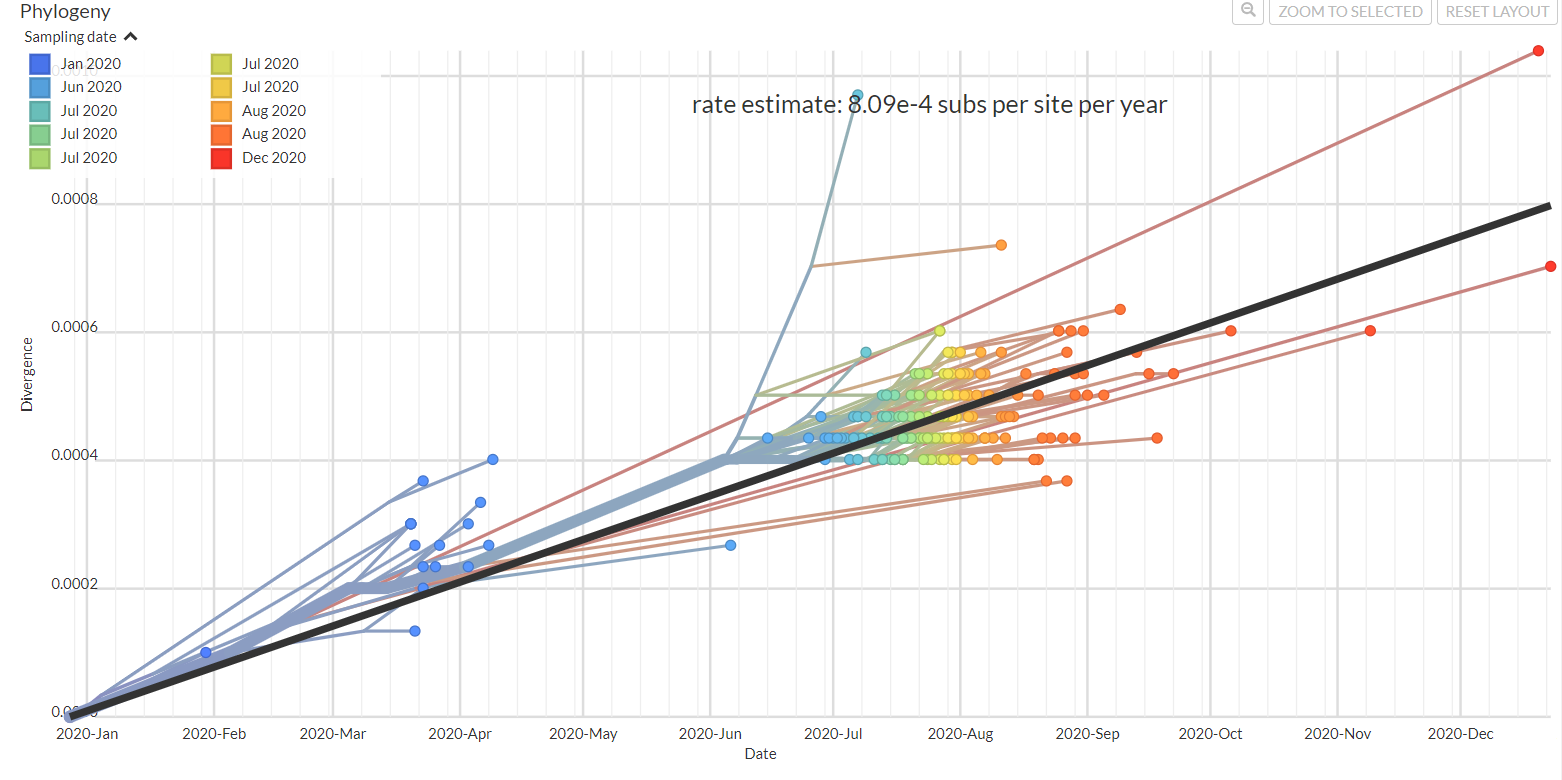 Phylogeny
ZOOM TO SELECTED
RESET LAYOUT
Sampling date
Jan 2020
Jun 2020
Jul 2020
Jul 2020
Jul 2020
Jul 2020
Jul 2020
Aug 2020
Aug 2020
Dec 2020
rate estimate: 8.09e-4 subs per site per year
0.0010
0.0008
0.0006
0.0004
0.0002
Divergence
2020-Jan
2020-Feb
2020-Mar
2020-Apr
2020-May
2020-Jun
2020-Jul
2020-Aug
2020-Sep
2020-Oct
2020-Nov
2020-Dec
Date